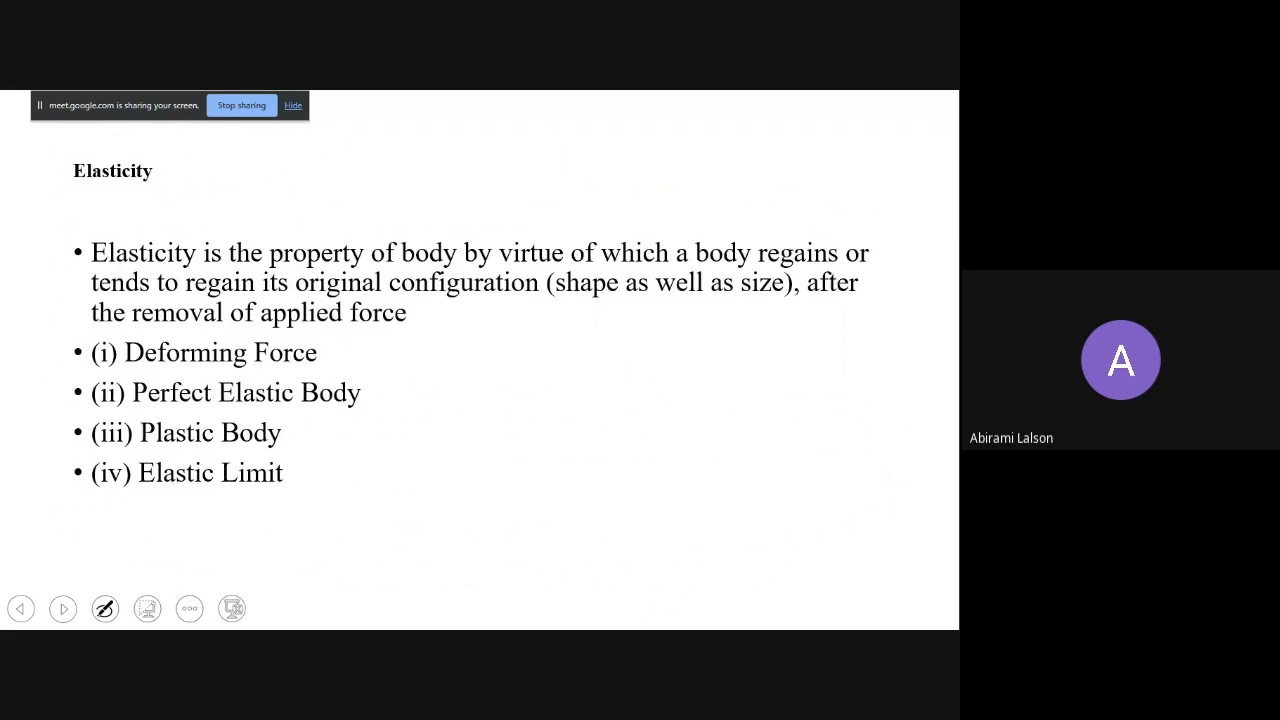 meet.google.com is sharing your screen. Stop sharing Hide
Elasticity
• Elasticity is the property of body by virtue of which a body regains or
tends to regain its original configuration (shape as well as size), after
the removal of applied force
• (i) Deforming Force
• (ii) Perfect Elastic Body
• (iii) Plastic Body
• (iv) Elastic Limit
A
Abirami Lalson